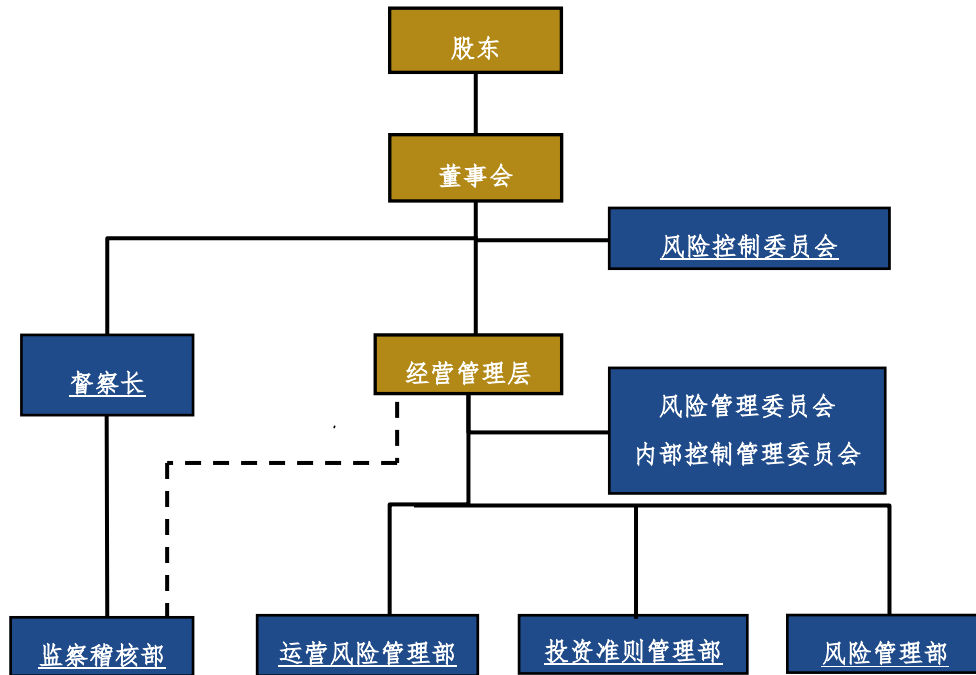 股东
董事会
风险控制委员会
督察长
经营管理层
风险管理委员会
内部控制管理委员会
监察稽核部
运营风险管理部
投资准则管理部
风险管理部